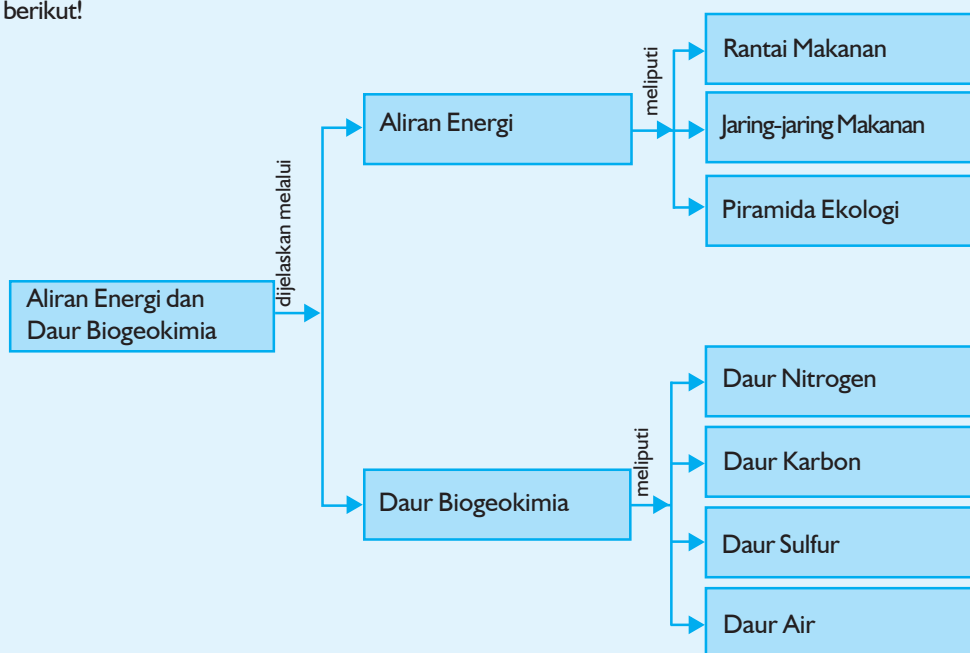 berikut!
Rantai Makanan
meliputi
Aliran Energi
Jaring-jaring Makanan
Piramida Ekologi
dijelaskan melalui
Aliran Energi dan
Daur Biogeokimia
Daur Nitrogen
meliputi
Daur Karbon
Daur Biogeokimia
Daur Sulfur
Daur Air